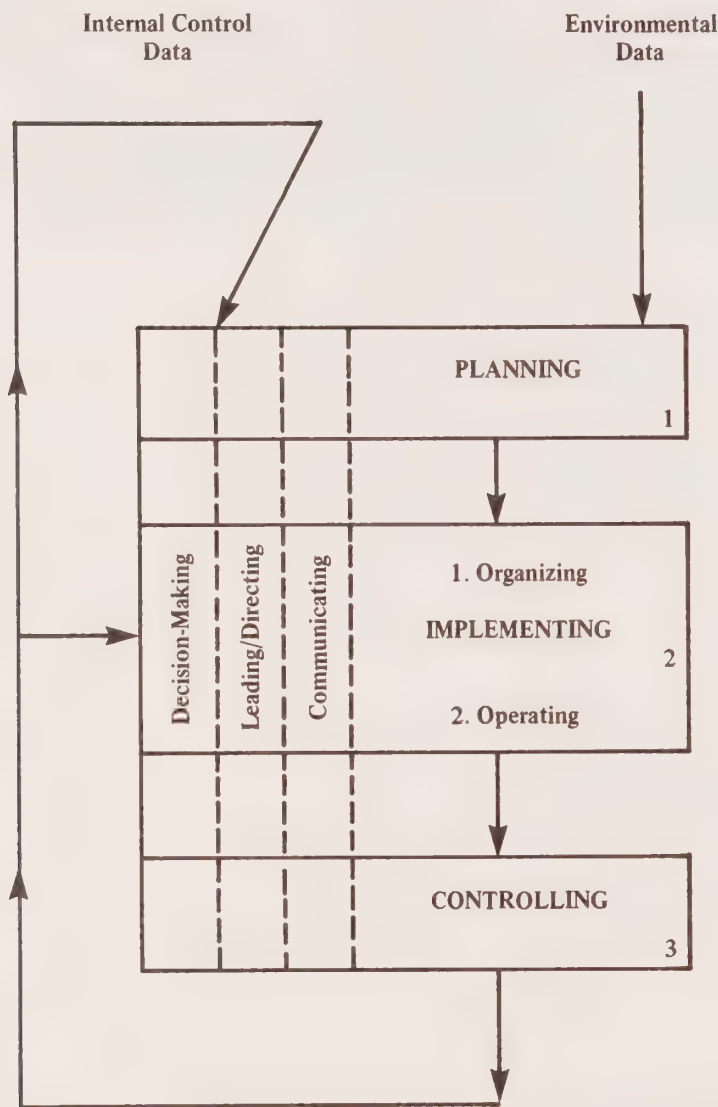 Internal Control
Data
Environmental
Data
PLANNING
1
Decision-Making
Leading/Directing
Communicating
1. Organizing
IMPLEMENTING
2
2. Operating
CONTROLLING
3